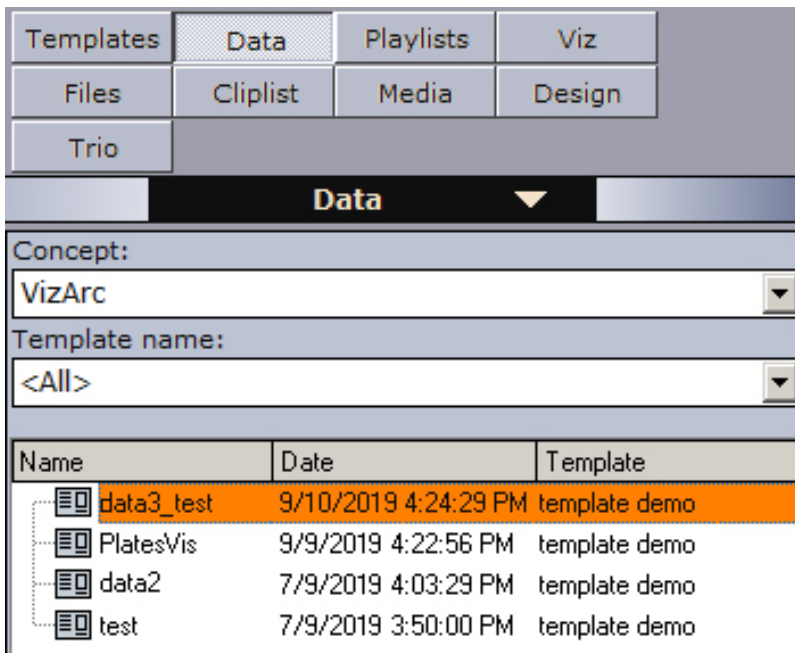 Templates Data Playlists Viz
Files Cliplist Media Design
Trio
Data
Concept:
VizArc
Template name:
<All>
Name Date Template
data3_test 9/10/2019 4:24:29 PM template demo
PlatesVis 9/9/2019 4:22:56 PM template demo
data2 7/9/2019 4:03:29 PM template demo
test 7/9/2019 3:50:00 PM template demo